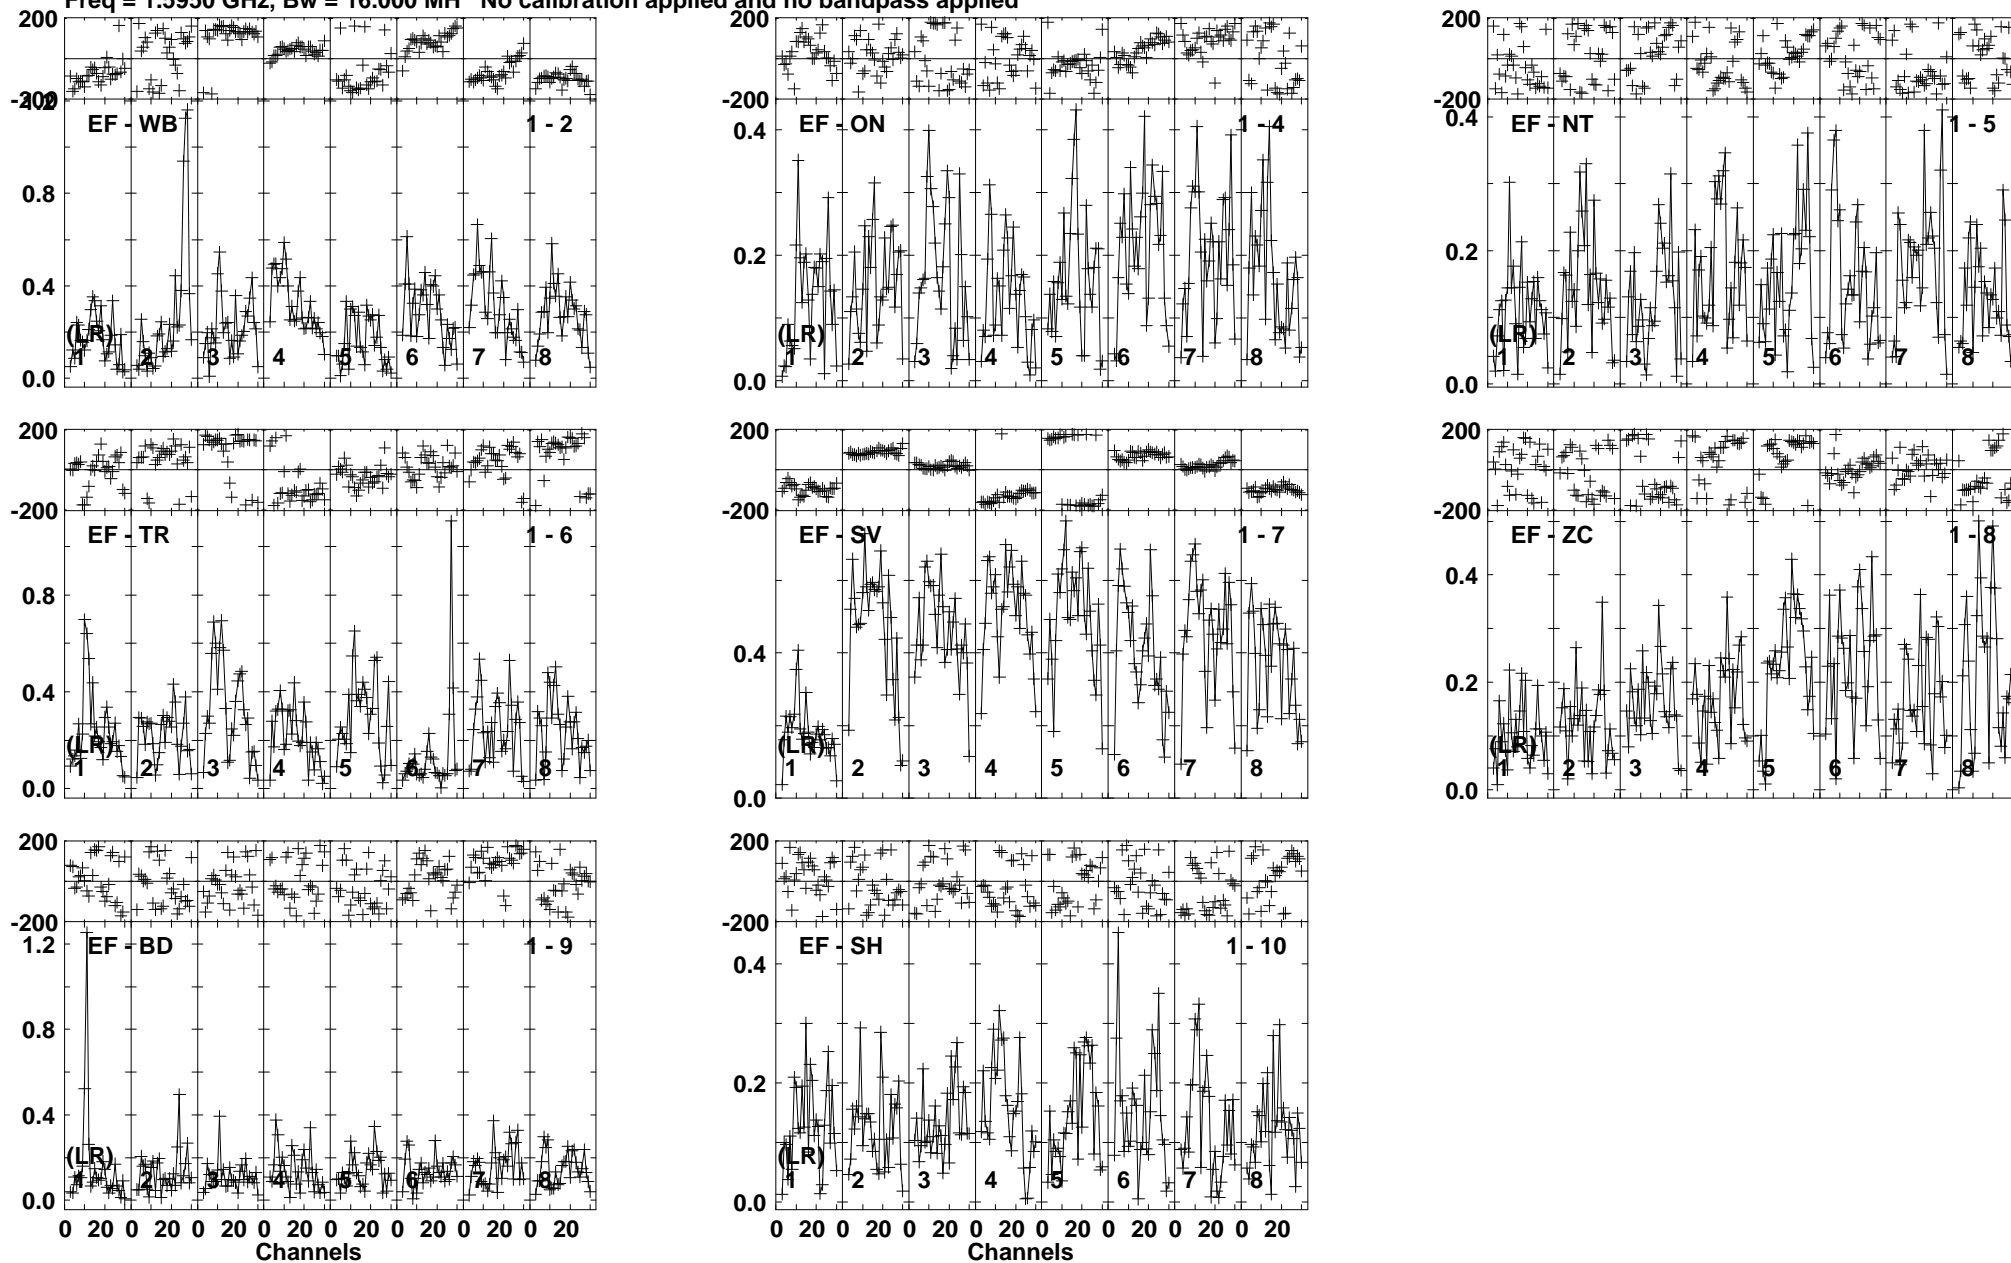 Freq = 1.5950 GHz, Bw = 16.000 MH No calibration applied and no bandpass applied
200
-200
1.2
0.8
0.4
0.0
EF - WB 1 - 2
(LR)
1 2 3 4 5 6 7 8
200
-200
0.4
0.2
0.0
EF - ON 1 - 4
(LR)
1 2 3 4 5 6 7 8
200
-200
0.4
0.2
0.0
EF - NT 1 - 5
(LR)
1 2 3 4 5 6 7 8
200
-200
0.8
0.4
0.0
EF - TR 1 - 6
(LR)
1 2 3 4 5 6 7 8
200
-200
0.4
0.0
EF - SV 1 - 7
(LR)
1 2 3 4 5 6 7 8
200
-200
0.4
0.2
0.0
EF - ZC 1 - 8
(LR)
1 2 3 4 5 6 7 8
200
-200
1.2
0.8
0.4
0.0
EF - BD 1 - 9
(LR)
1 2 3 4 5 6 7 8
0 20 0 20 0 20 0 20 0 20 0 20 0 20 0 20
Channels
200
-200
0.4
0.2
0.0
EF - SH 1 - 10
(LR)
1 2 3 4 5 6 7 8
0 20 0 20 0 20 0 20 0 20 0 20 0 20 0 20
Channels